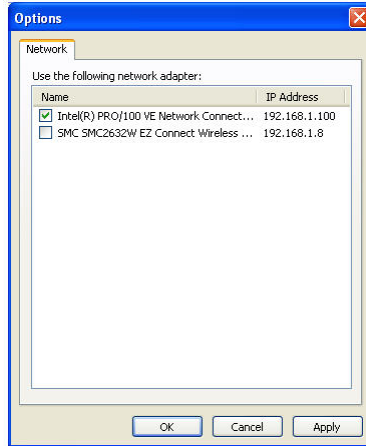 Options
Network
Use the following network adapter:
Name IP Address
Intel(R) PRO/100 VE Network Connect... 192.168.1.100
SMC SMC2632W EZ Connect Wireless ... 192.168.1.8
OK Cancel Apply